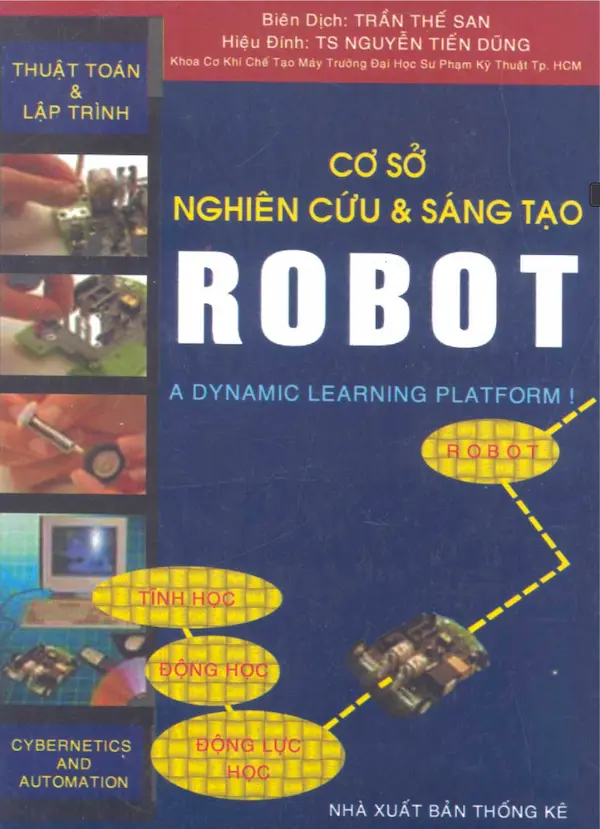 Biên Dịch: TRẦN THẾ SAN
Hiệu Đính: TS NGUYỄN TIẾN DŨNG
Khoa Cơ Khí Chế Tạo Máy Trường Đại Học Sư Phạm Kỹ Thuật Tp. HCM
THUẬT TOÁN
&
LẬP TRÌNH
CƠ SỞ
NGHIÊN CỨU & SÁNG TẠO
ROBOT
A DYNAMIC LEARNING PLATFORM !
ROBOT
TĨNH HỌC
ĐỘNG HỌC
ĐỘNG LỰC
HỌC
CYBERNETICS
AND
AUTOMATION
NHÀ XUẤT BẢN THỐNG KÊ